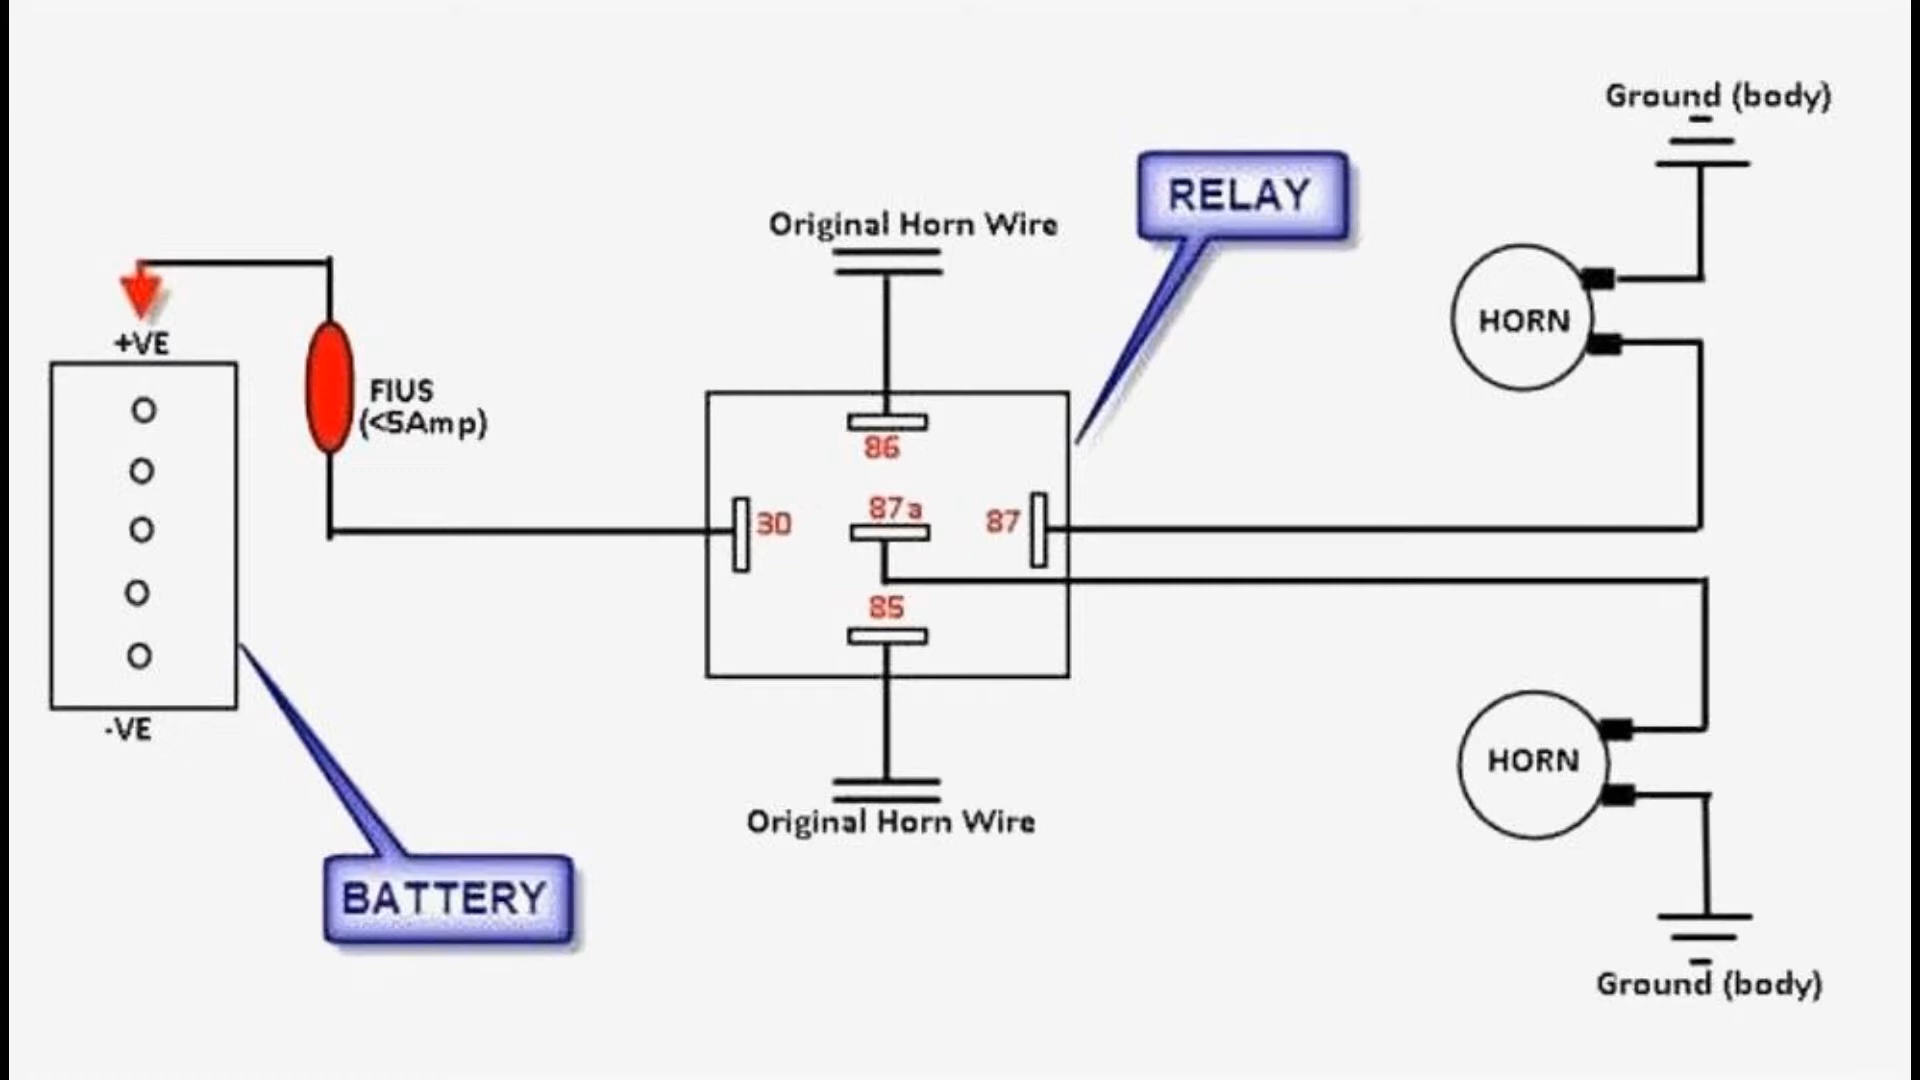 Ground (body)
RELAY
Original Horn Wire
+VE
HORN
FIUS
(<5Amp)
86
87a
30
87
85
-VE
HORN
Original Horn Wire
BATTERY
Ground (body)